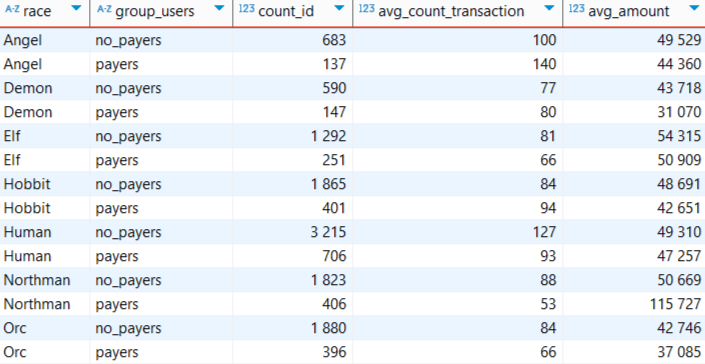 A-Z race A-Z group_users 123 count_id 123 avg_count_transaction 123 avg_amount
Angel no_payers 683 100 49 529
Angel payers 137 140 44 360
Demon no_payers 590 77 43 718
Demon payers 147 80 31 070
Elf no_payers 1 292 81 54 315
Elf payers 251 66 50 909
Hobbit no_payers 1 865 84 48 691
Hobbit payers 401 94 42 651
Human no_payers 3 215 127 49 310
Human payers 706 93 47 257
Northman no_payers 1 823 88 50 669
Northman payers 406 53 115 727
Orc no_payers 1 880 84 42 746
Orc payers 396 66 37 085